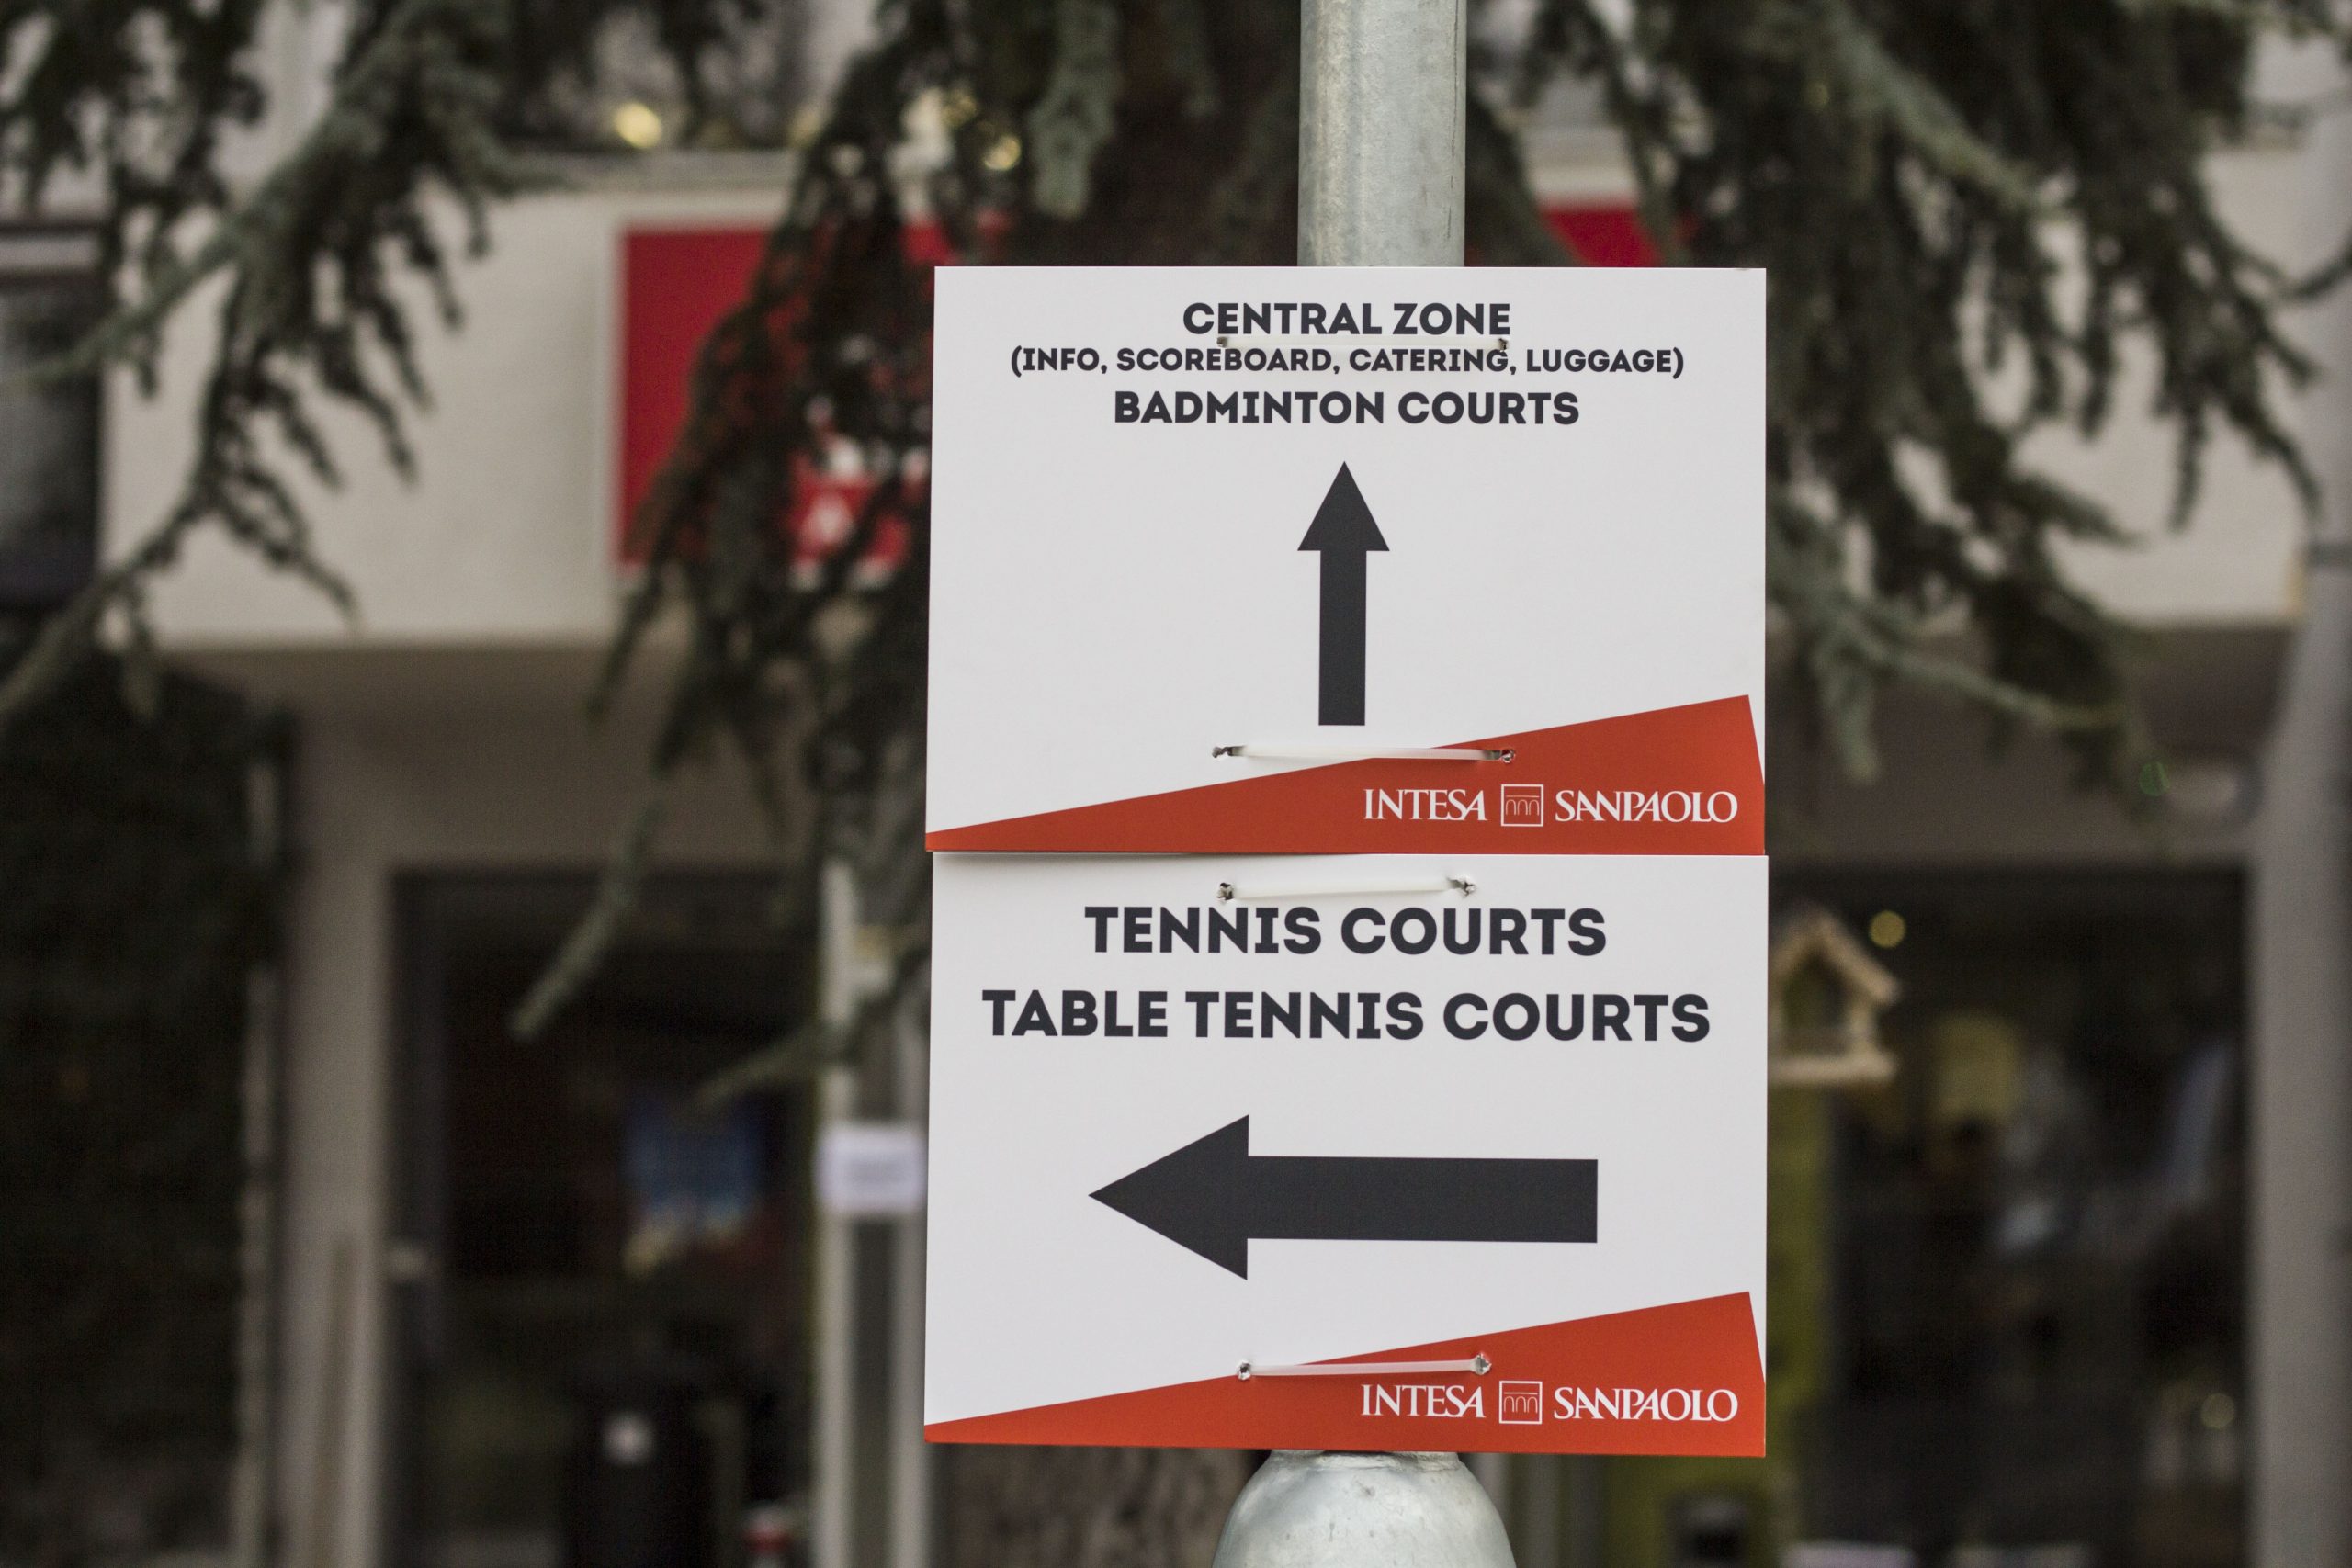 CENTRAL ZONE
(INFO, SCOREBOARD, CATERING, LUGGAGE)
BADMINTON COURTS
INTESA SANPAOLO
TENNIS COURTS
TABLE TENNIS COURTS
INTESA SANPAOLO